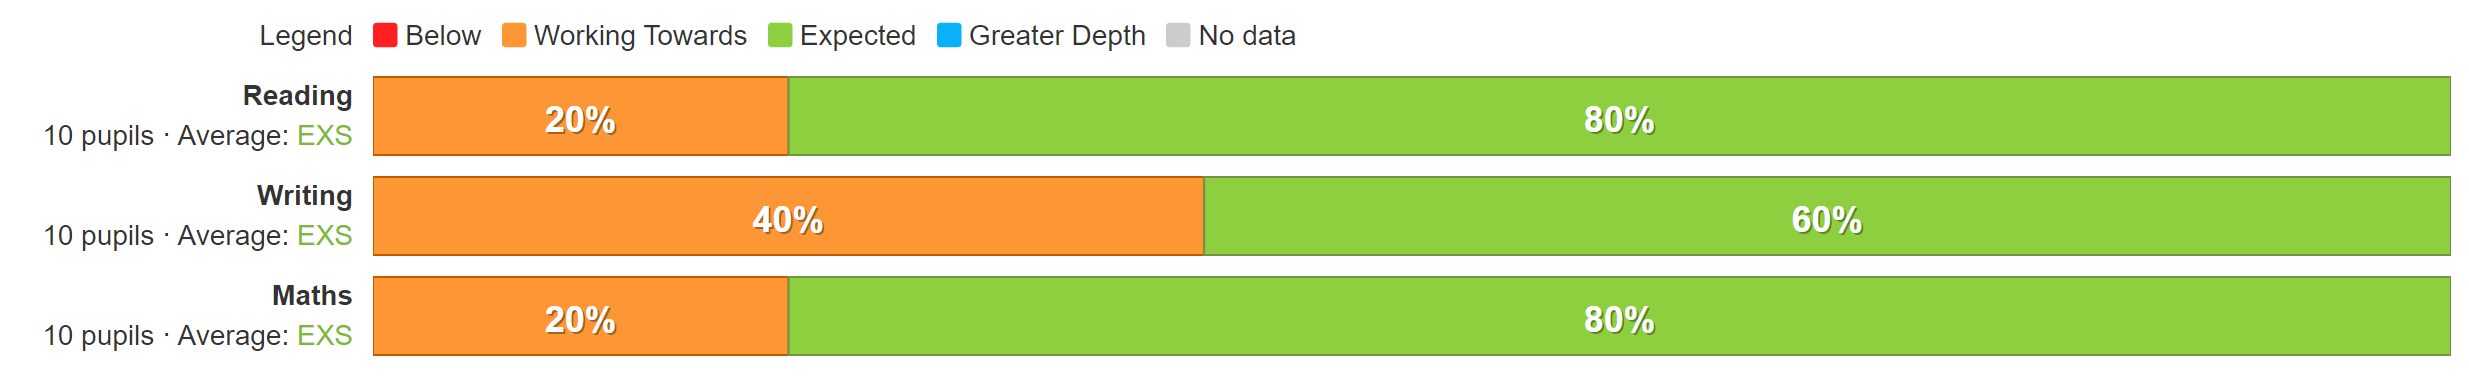 Legend Below Working Towards Expected Greater Depth No data
Reading
10 pupils · Average: EXS
20% 80%
Writing
10 pupils · Average: EXS
40% 60%
Maths
10 pupils · Average: EXS
20% 80%